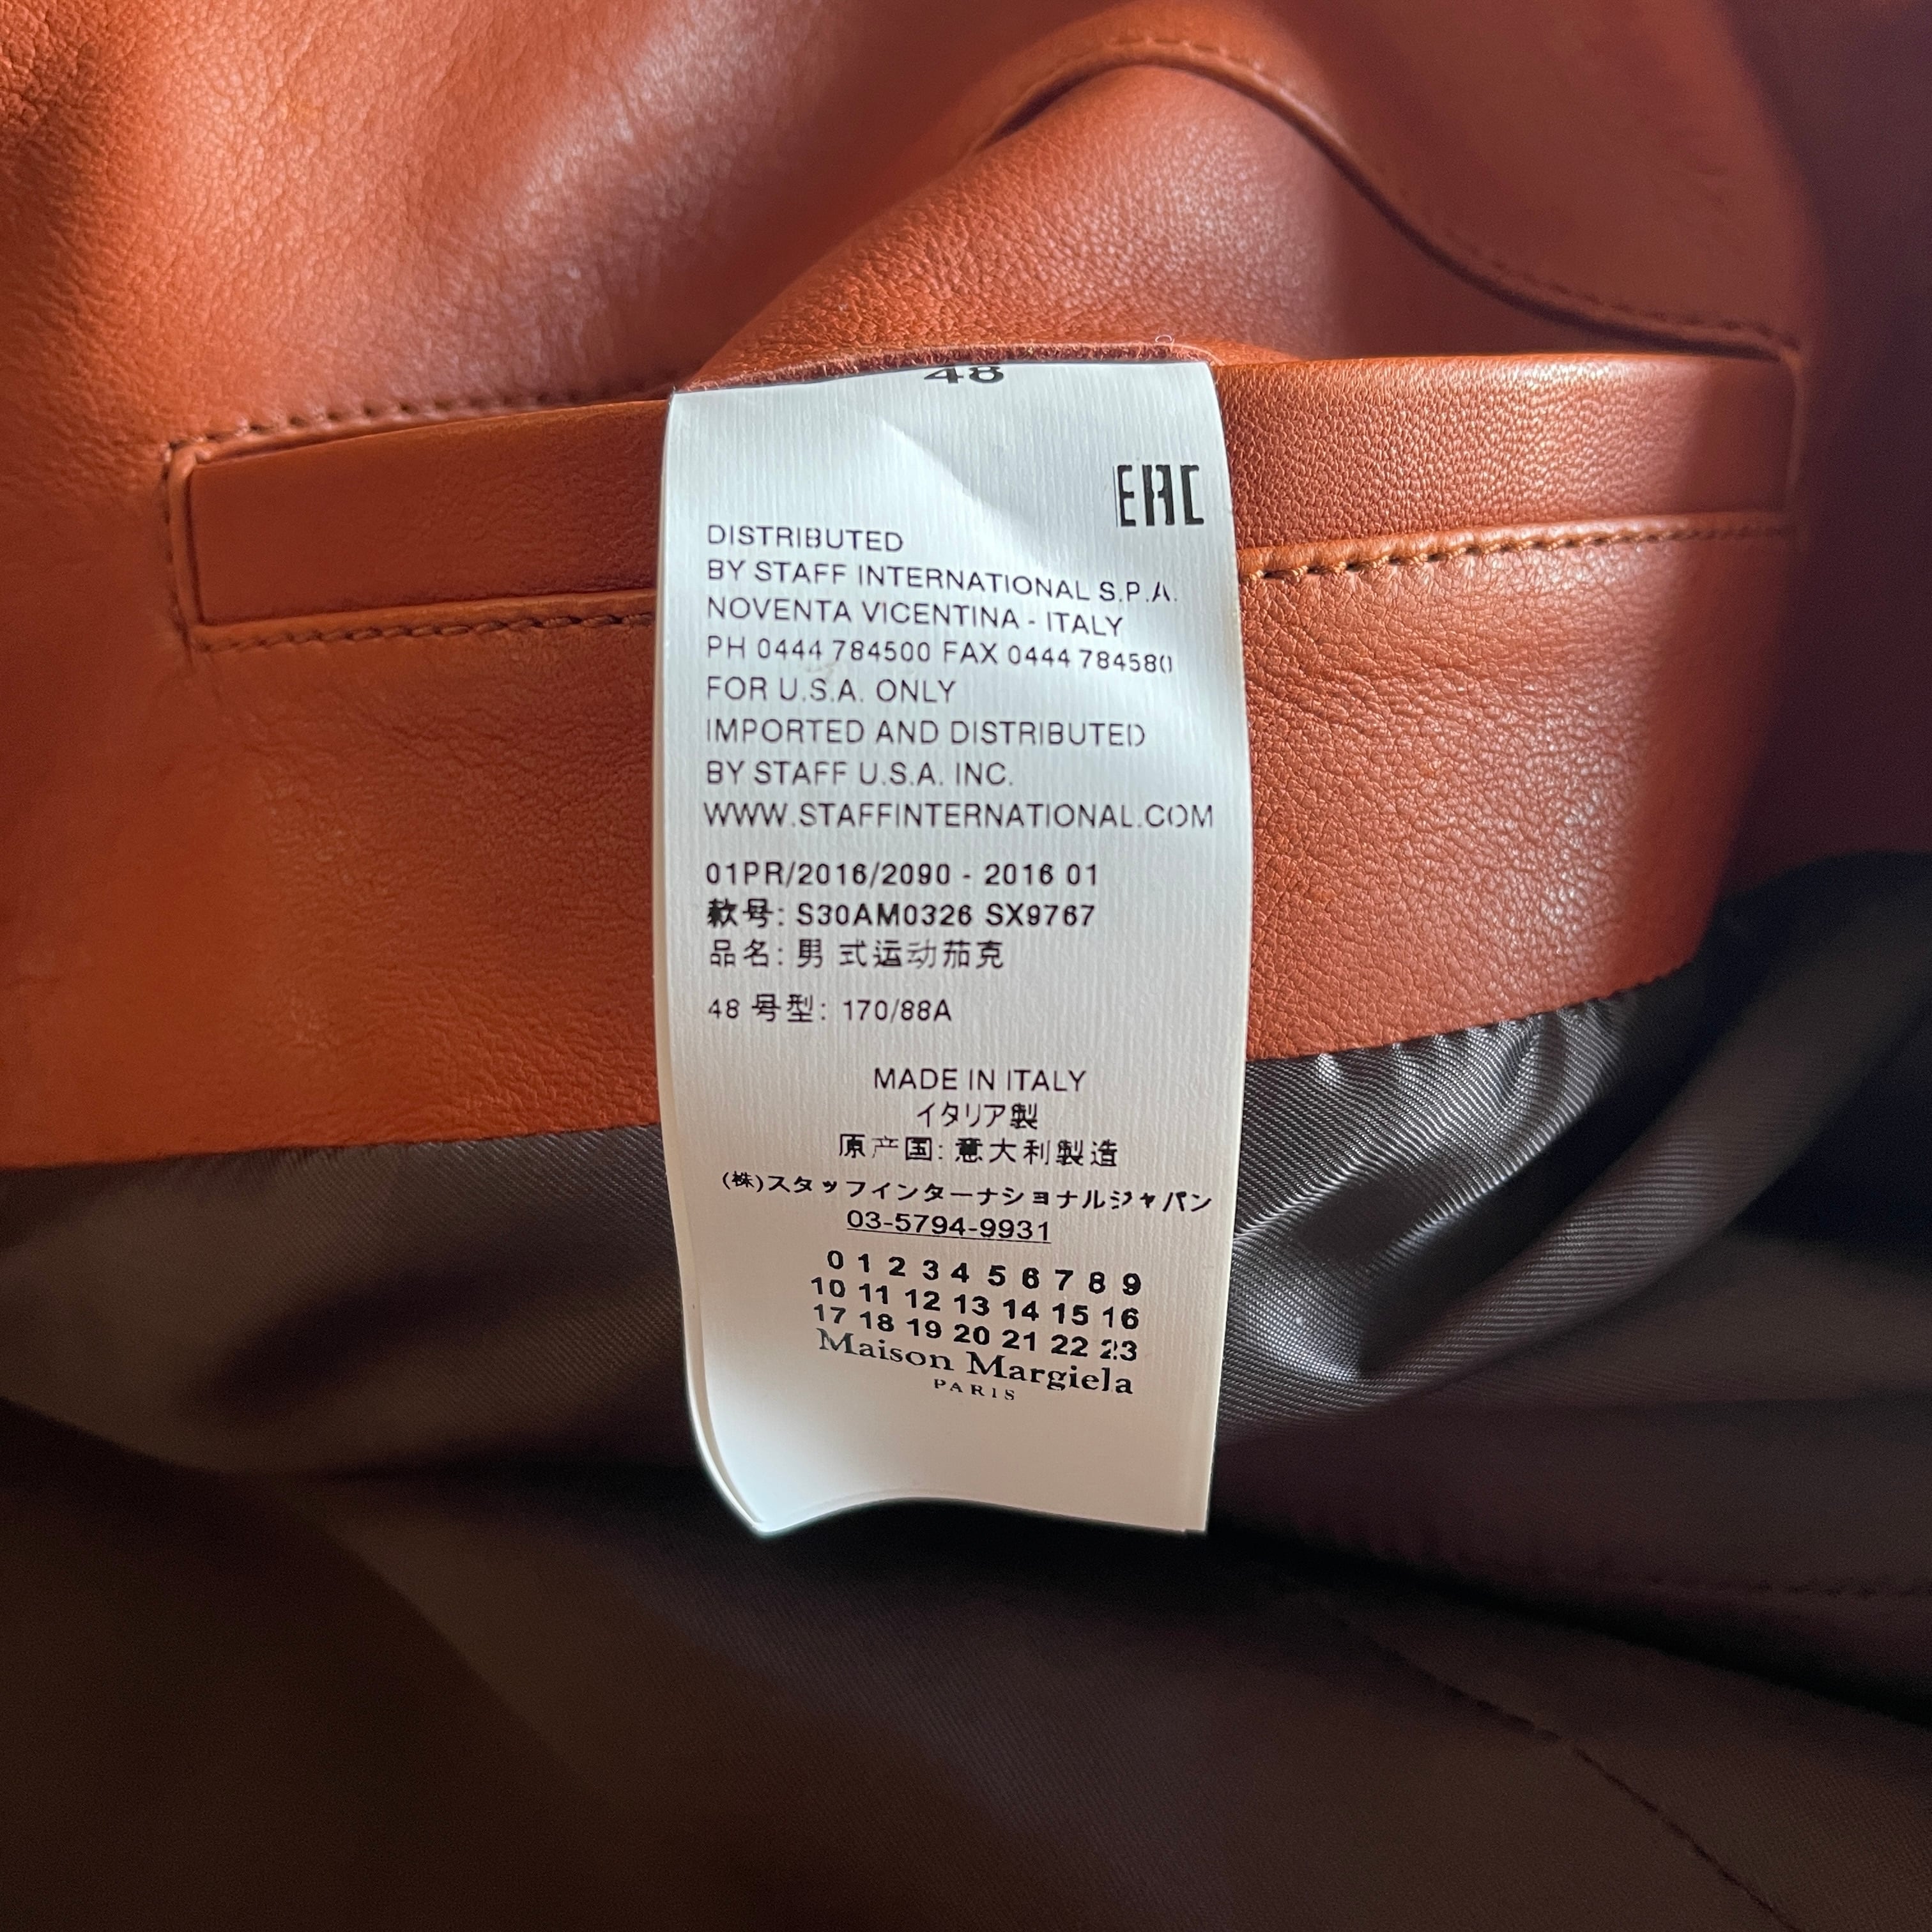 48
EAC
DISTRIBUTED
BY STAFF INTERNATIONAL S.P.A.
NOVENTA VICENTINA - ITALY
PH 0444 784500 FAX 0444 784580
FOR U.S.A. ONLY
IMPORTED AND DISTRIBUTED
BY STAFF U.S.A. INC.
WWW.STAFFINTERNATIONAL.COM
01PR/2016/2090 - 2016 01
款号: S30AM0326 SX9767
品名: 男 式运动茄克
48 号型: 170/88A
MADE IN ITALY
イタリア製
原产国: 意大利製造
(株)スタッフインターナショナルジャパン
03-5794-9931
0 1 2 3 4 5 6 7 8 9
10 11 12 13 14 15 16
17 18 19 20 21 22 23
Maison Margiela
PARIS